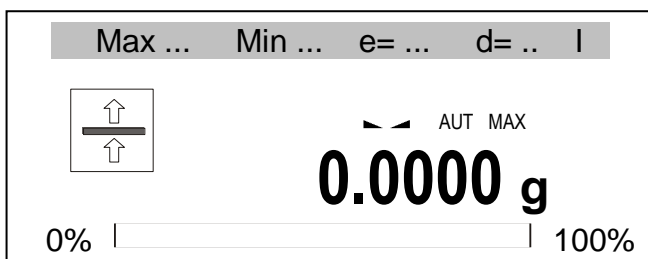 Max ... Min ... e= ... d= .. I
AUT MAX
0.0000 g
0% 100%